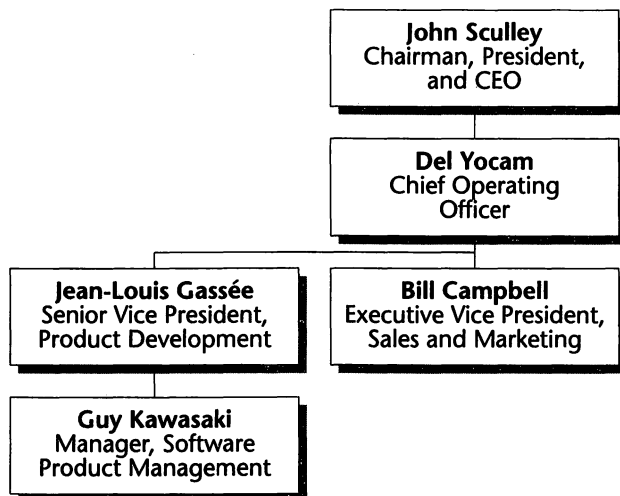 John Sculley
Chairman, President,
and CEO
Del Yocam
Chief Operating
Officer
Jean-Louis Gassée
Senior Vice President,
Product Development
Bill Campbell
Executive Vice President,
Sales and Marketing
Guy Kawasaki
Manager, Software
Product Management